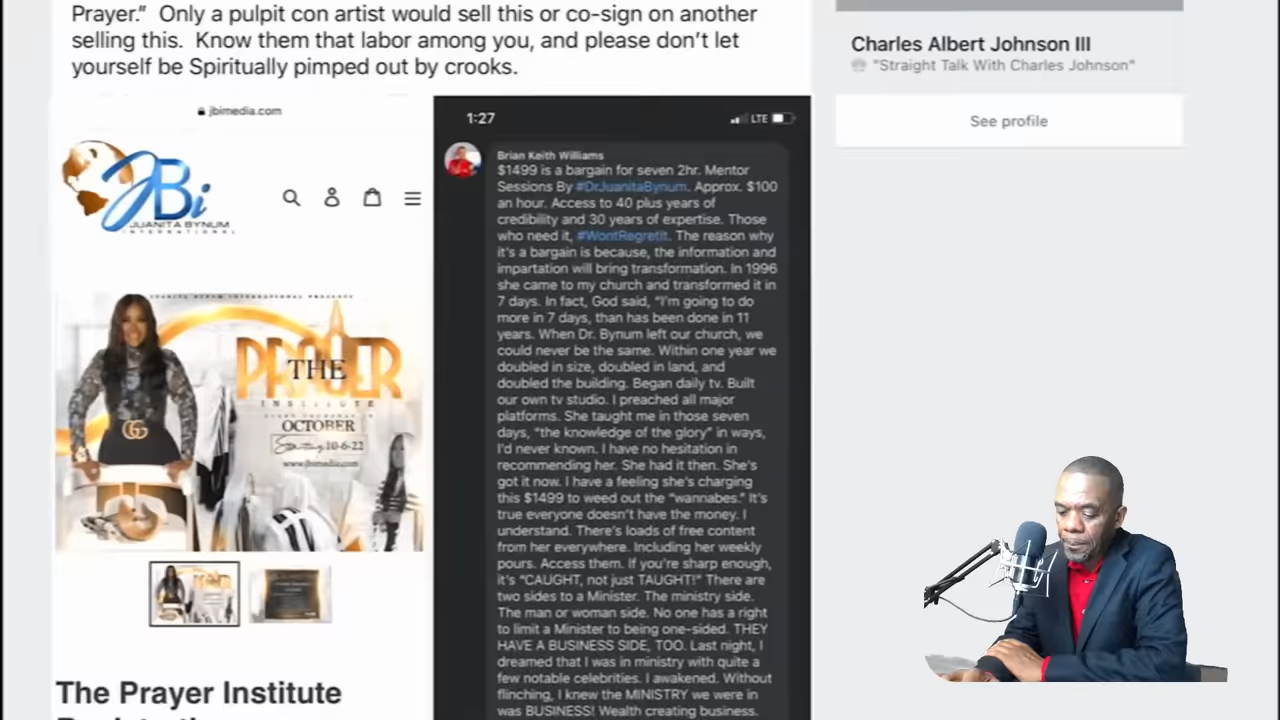 Prayer.” Only a pulpit con artist would sell this or co-sign on another
selling this. Know them that labor among you, and please don’t let
yourself be Spiritually pimped out by crooks.
Charles Albert Johnson III
"Straight Talk With Charles Johnson"
See profile
jbimedia.com
JBi
JUANITA BYNUM
INTERNATIONAL
JUANITA BYNUM INTERNATIONAL PRESENTS
THE
PRAYER
INSTITUTE
OCTOBER
Starting 10-6-22
www.jbimedia.com
The Prayer Institute
1:27
LTE
Brian Keith Williams
$1499 is a bargain for seven 2hr. Mentor
Sessions By #DrJuanitaBynum. Approx. $100
an hour. Access to 40 plus years of
credibility and 30 years of expertise. Those
who need it, #WontRegretIt. The reason why
it's a bargain is because, the information and
impartation will bring transformation. In 1996
she came to my church and transformed it in
7 days. In fact, God said, "I'm going to do
more in 7 days, than has been done in 11
years. When Dr. Bynum left our church, we
could never be the same. Within one year we
doubled in size, doubled in land, and
doubled the building. Began daily tv. Built
our own tv studio. I preached all major
platforms. She taught me in those seven
days, "the knowledge of the glory" in ways,
I'd never known. I have no hesitation in
recommending her. She had it then. She's
got it now. I have a feeling she's charging
this $1499 to weed out the "wannabes." It's
true everyone doesn't have the money. I
understand. There's loads of free content
from her everywhere. Including her weekly
pours. Access them. If you're sharp enough,
it's "CAUGHT, not just TAUGHT!" There are
two sides to a Minister. The ministry side.
The man or woman side. No one has a right
to limit a Minister to being one-sided. THEY
HAVE A BUSINESS SIDE, TOO. Last night, I
dreamed that I was in ministry with quite a
few notable celebrities. I awakened. Without
flinching, I knew the MINISTRY we were in
was BUSINESS! Wealth creating business.